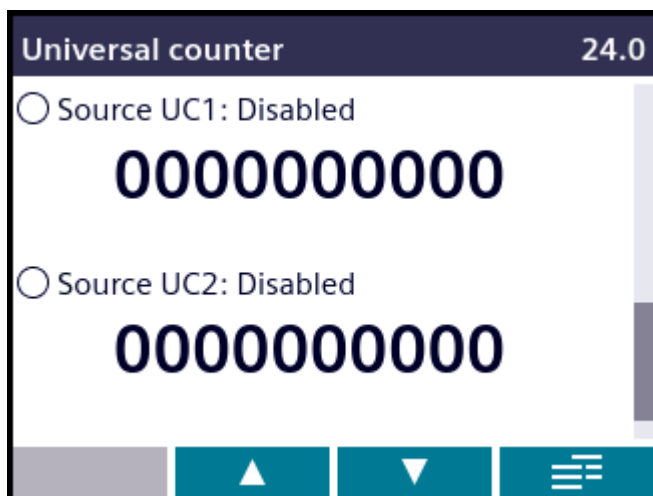 Universal counter 24.0
Source UC1: Disabled
0000000000
Source UC2: Disabled
0000000000